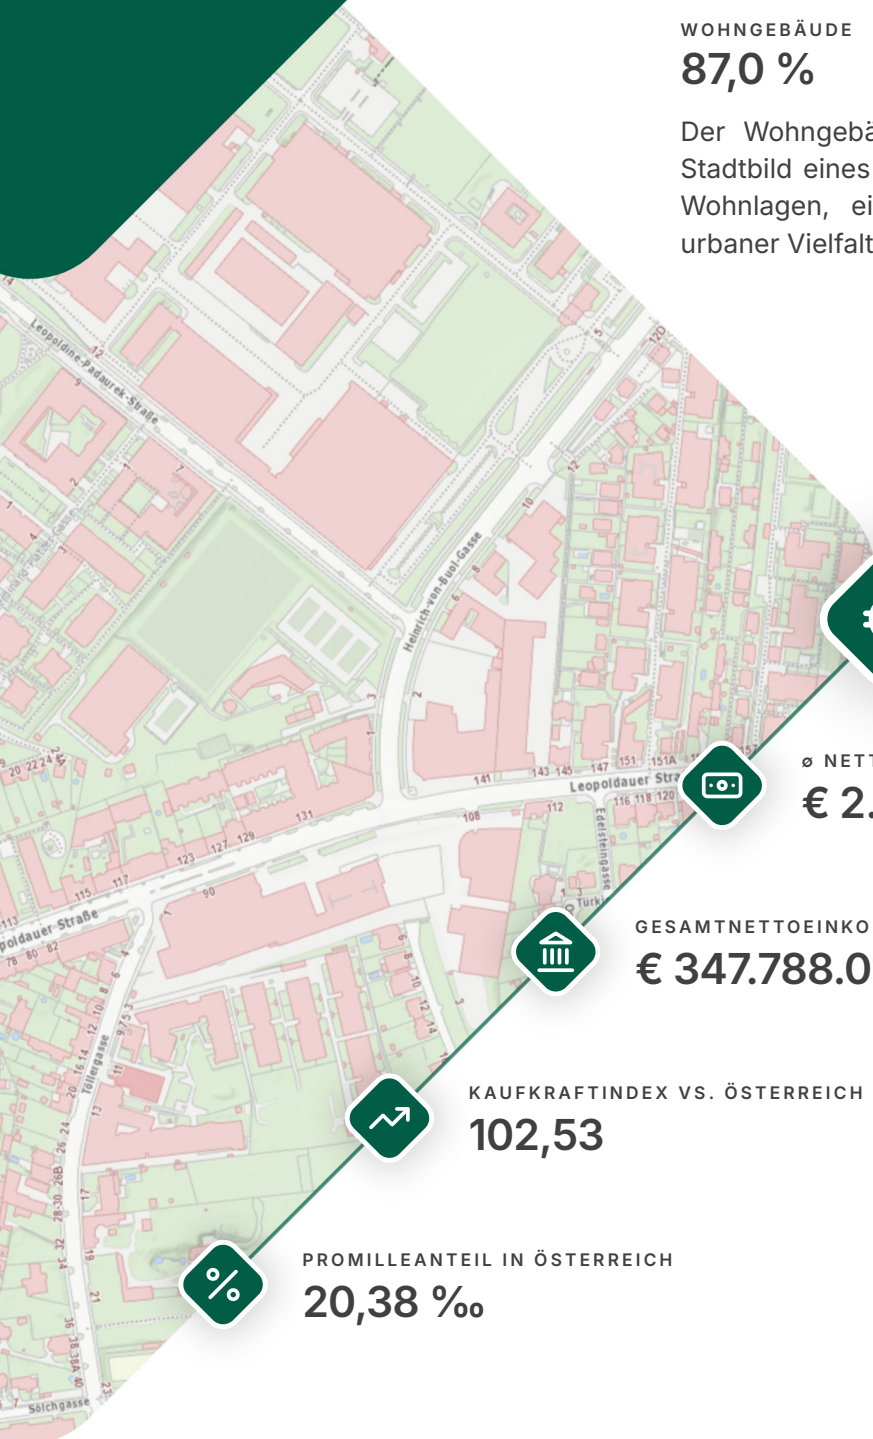 WOHNGEBÄUDE
87,0 %
Der Wohngebä
Stadtbild eines
Wohnlagen, ei
urbaner Vielfalt
Leopoldine-Padaurek-Straße
Heinrich-von-Buol-Gasse
ø NETT
€ 2.
Leopoldauer Stra
Edelsteingasse
Türki
GESAMTNETTOEINKO
€ 347.788.0
poldauer Straße
KAUFKRAFTINDEX VS. ÖSTERREICH
102,53
Töllergasse
PROMILLEANTEIL IN ÖSTERREICH
20,38 ‰
Sölchgasse